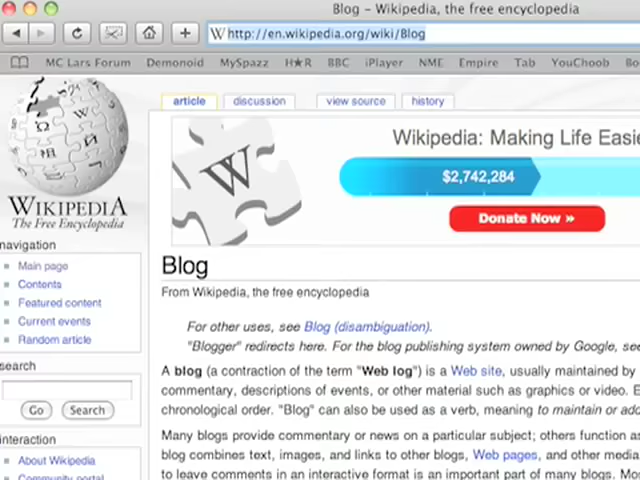 Blog – Wikipedia, the free encyclopedia
W http://en.wikipedia.org/wiki/Blog
MC Lars Forum Demonoid MySpazz H★R BBC iPlayer NME Empire Tab YouChoob Bo
article discussion view source history
Wikipedia: Making Life Easie
$2,742,284
Donate Now »
W
WIKIPEDIA
The Free Encyclopedia
navigation
Main page
Contents
Featured content
Current events
Random article
search
Go Search
interaction
About Wikipedia
Community portal
Blog
From Wikipedia, the free encyclopedia
For other uses, see Blog (disambiguation).
"Blogger" redirects here. For the blog publishing system owned by Google, see
A blog (a contraction of the term "Web log") is a Web site, usually maintained by
commentary, descriptions of events, or other material such as graphics or video. E
chronological order. "Blog" can also be used as a verb, meaning to maintain or add
Many blogs provide commentary or news on a particular subject; others function as
blog combines text, images, and links to other blogs, Web pages, and other media
to leave comments in an interactive format is an important part of many blogs. Mos